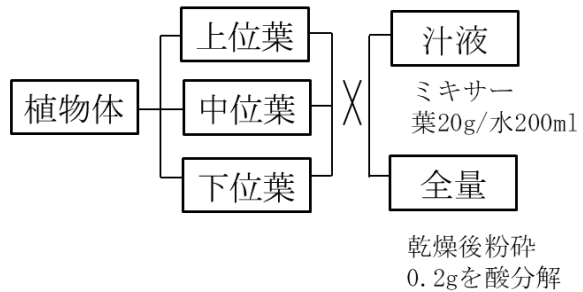 上位葉
汁液
植物体
中位葉
ミキサー
葉20g/水200ml
下位葉
全量
乾燥後粉砕
0.2gを酸分解